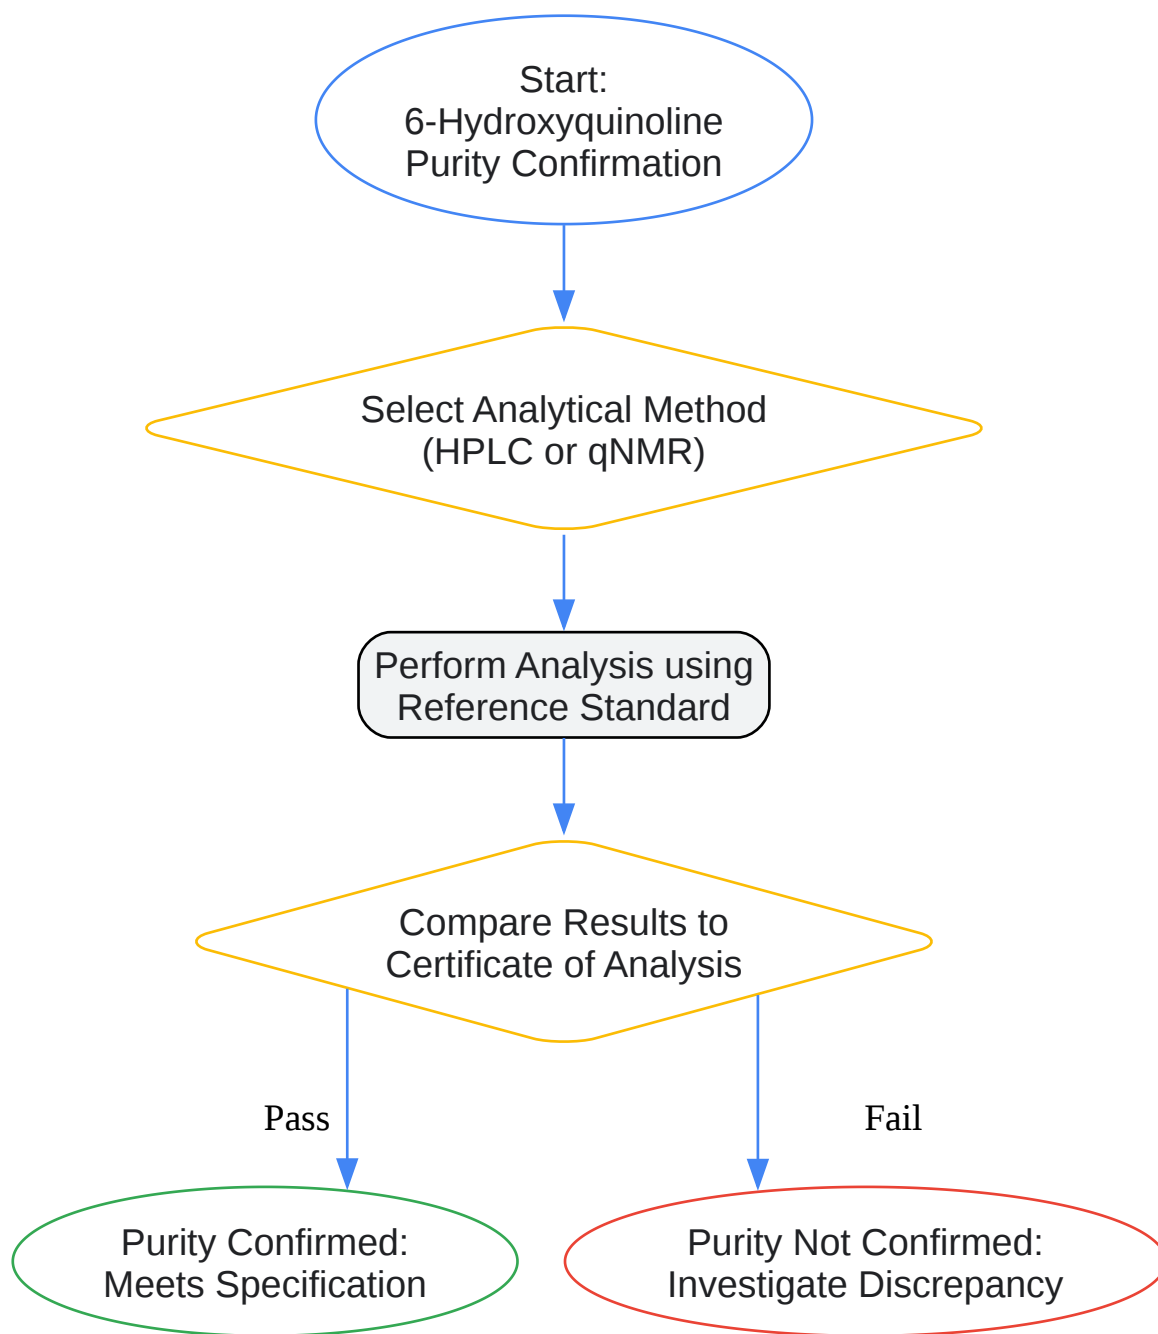 Start:
6-Hydroxyquinoline
Purity Confirmation
Select Analytical Method
(HPLC or qNMR)
Perform Analysis using
Reference Standard
Compare Results to
Certificate of Analysis
Pass
Fail
Purity Confirmed:
Meets Specification
Purity Not Confirmed:
Investigate Discrepancy